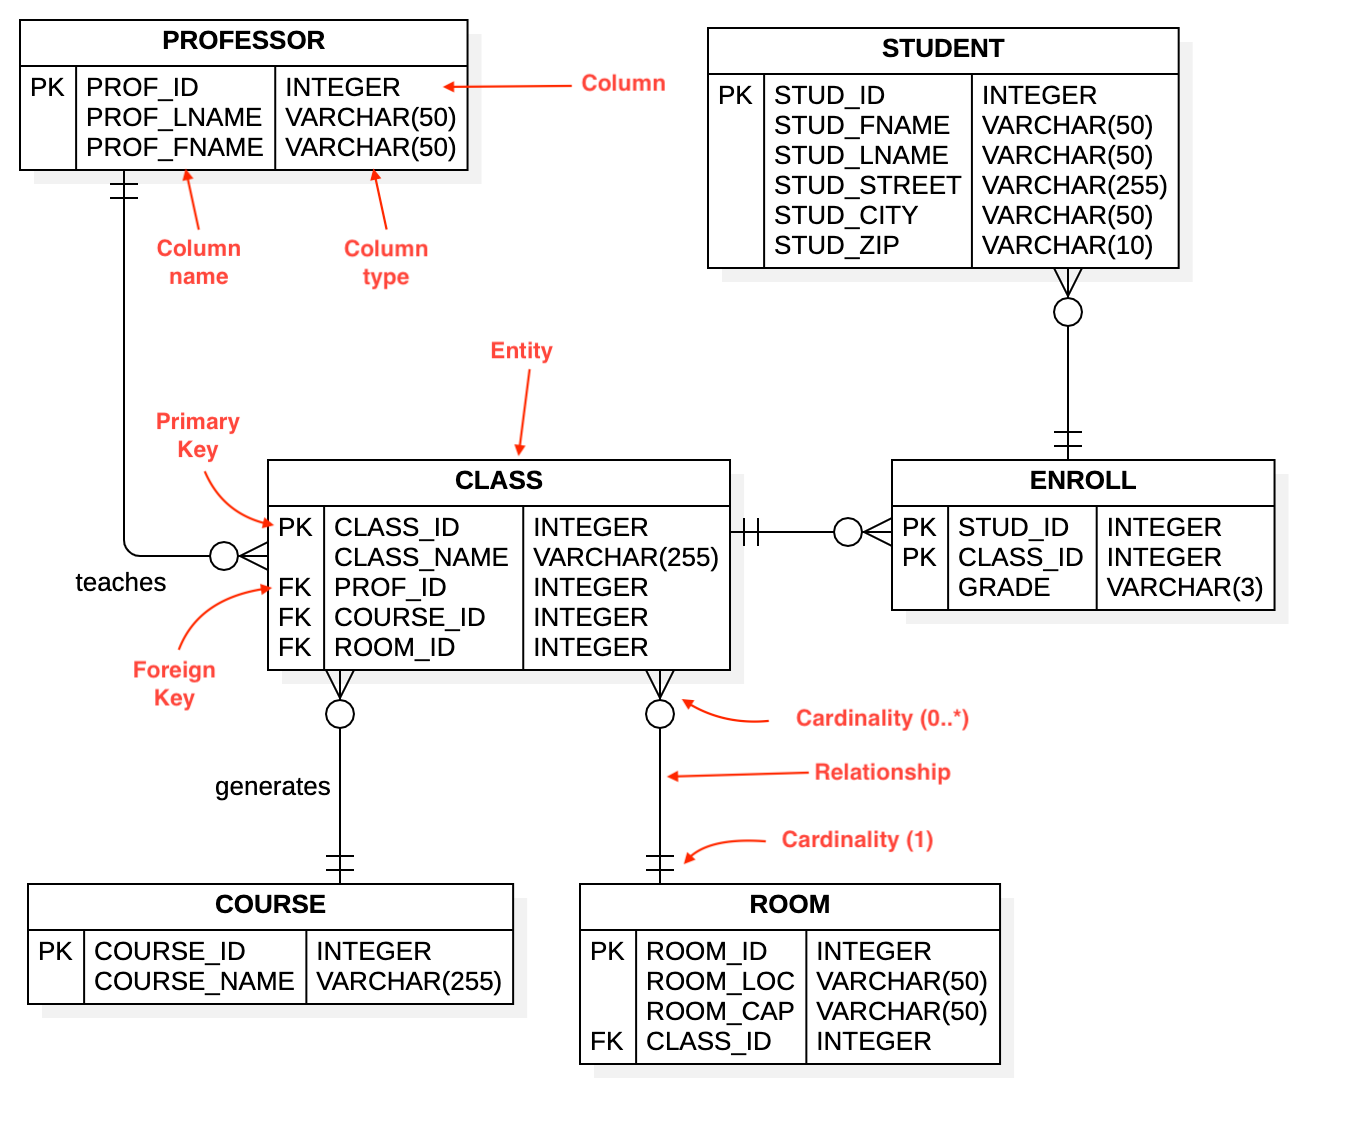 PROFESSOR
PK PROF_ID INTEGER
PROF_LNAME VARCHAR(50)
PROF_FNAME VARCHAR(50)
Column
Column
name
Column
type
STUDENT
PK STUD_ID INTEGER
STUD_FNAME VARCHAR(50)
STUD_LNAME VARCHAR(50)
STUD_STREET VARCHAR(255)
STUD_CITY VARCHAR(50)
STUD_ZIP VARCHAR(10)
Entity
Primary
Key
CLASS
PK CLASS_ID INTEGER
CLASS_NAME VARCHAR(255)
FK PROF_ID INTEGER
FK COURSE_ID INTEGER
FK ROOM_ID INTEGER
teaches
Foreign
Key
ENROLL
PK STUD_ID INTEGER
PK CLASS_ID INTEGER
GRADE VARCHAR(3)
Cardinality (0..*)
Relationship
generates
Cardinality (1)
COURSE
PK COURSE_ID INTEGER
COURSE_NAME VARCHAR(255)
ROOM
PK ROOM_ID INTEGER
ROOM_LOC VARCHAR(50)
ROOM_CAP VARCHAR(50)
FK CLASS_ID INTEGER